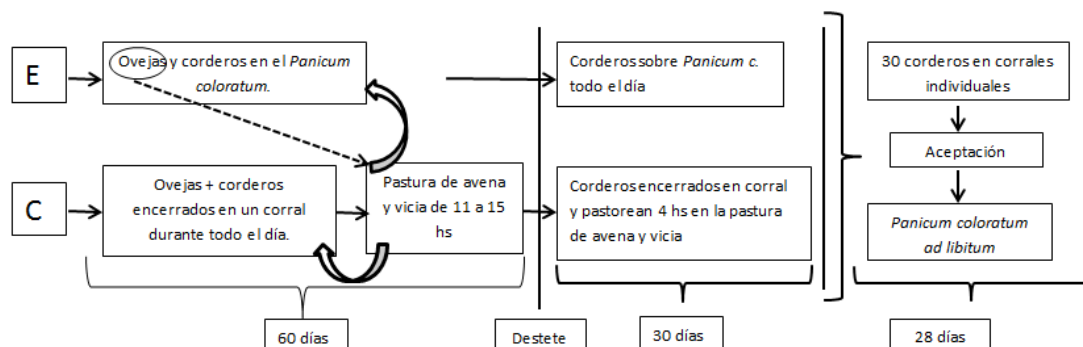 E
Ovejas y corderos en el Panicum
coloratum.
Corderos sobre Panicum c.
todo el día
30 corderos en corrales
individuales
Aceptación
C
Ovejas + corderos
encerrados en un corral
durante todo el día.
Pastura de avena
y vicia de 11 a 15
hs
Corderos encerrados en corral
y pastorean 4 hs en la pastura
de avena y vicia
Panicum coloratum
ad libitum
60 días
Destete
30 días
28 días